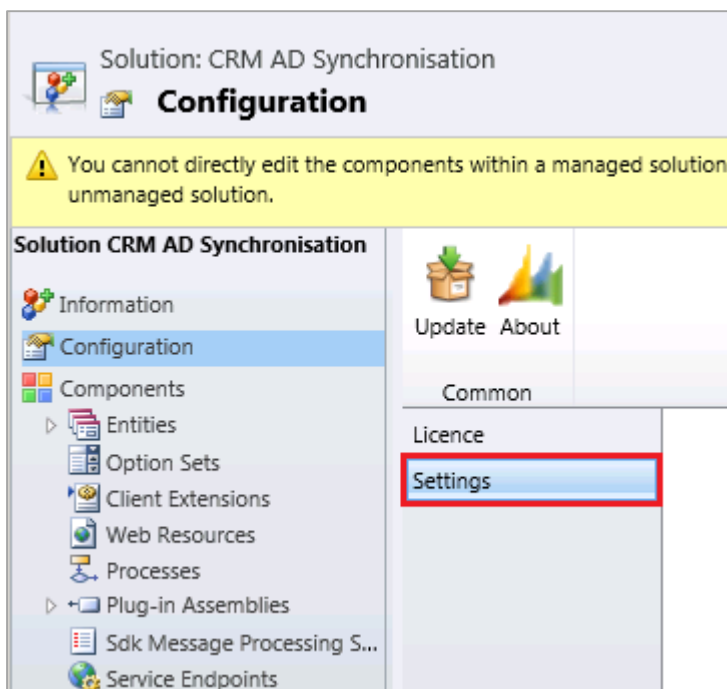 Solution: CRM AD Synchronisation
Configuration
You cannot directly edit the components within a managed solution
unmanaged solution.
Solution CRM AD Synchronisation
Information
Configuration
Components
Entities
Option Sets
Client Extensions
Web Resources
Processes
Plug-in Assemblies
Sdk Message Processing S...
Service Endpoints
Update About
Common
Licence
Settings